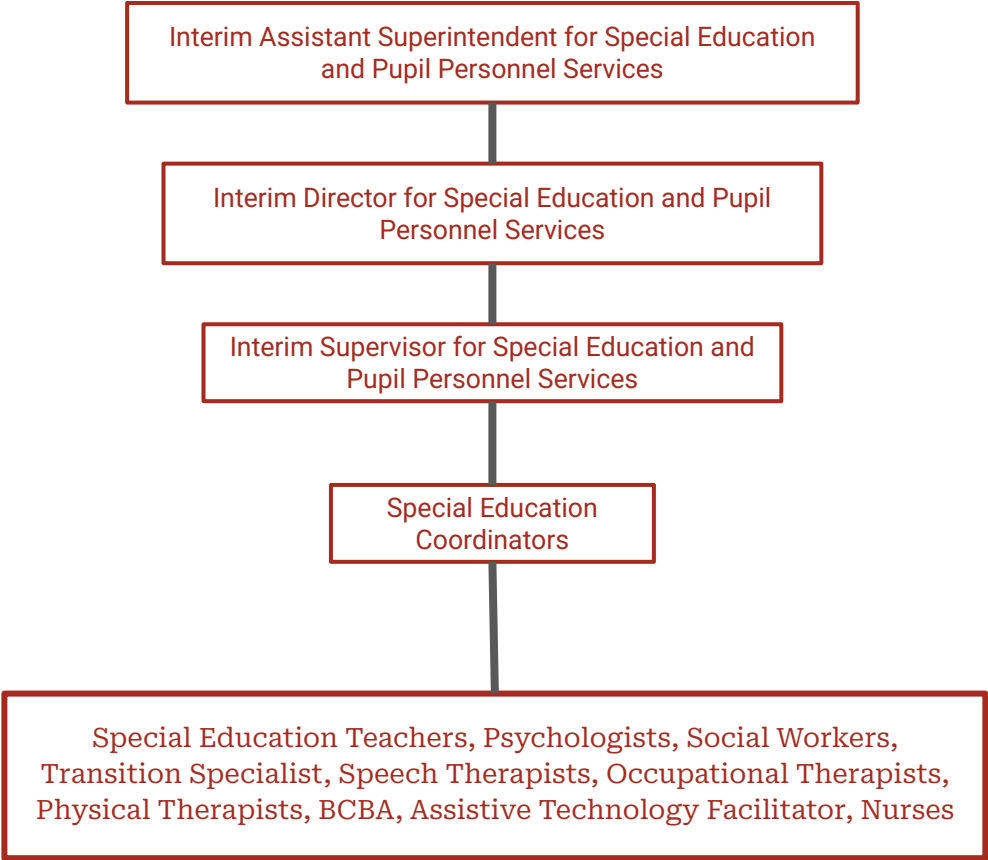 Interim Assistant Superintendent for Special Education
and Pupil Personnel Services
Interim Director for Special Education and Pupil
Personnel Services
Interim Supervisor for Special Education and
Pupil Personnel Services
Special Education
Coordinators
Special Education Teachers, Psychologists, Social Workers,
Transition Specialist, Speech Therapists, Occupational Therapists,
Physical Therapists, BCBA, Assistive Technology Facilitator, Nurses